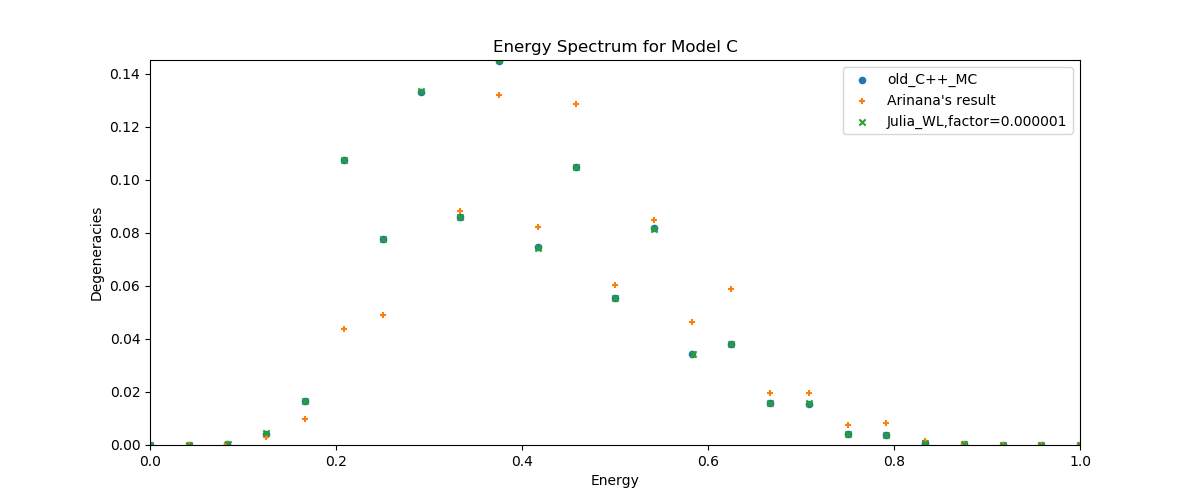 Energy Spectrum for Model C
old_C++_MC
Arinana's result
Julia_WL,factor=0.000001
Degeneracies
0.14
0.12
0.10
0.08
0.06
0.04
0.02
0.00
0.0 0.2 0.4 0.6 0.8 1.0
Energy